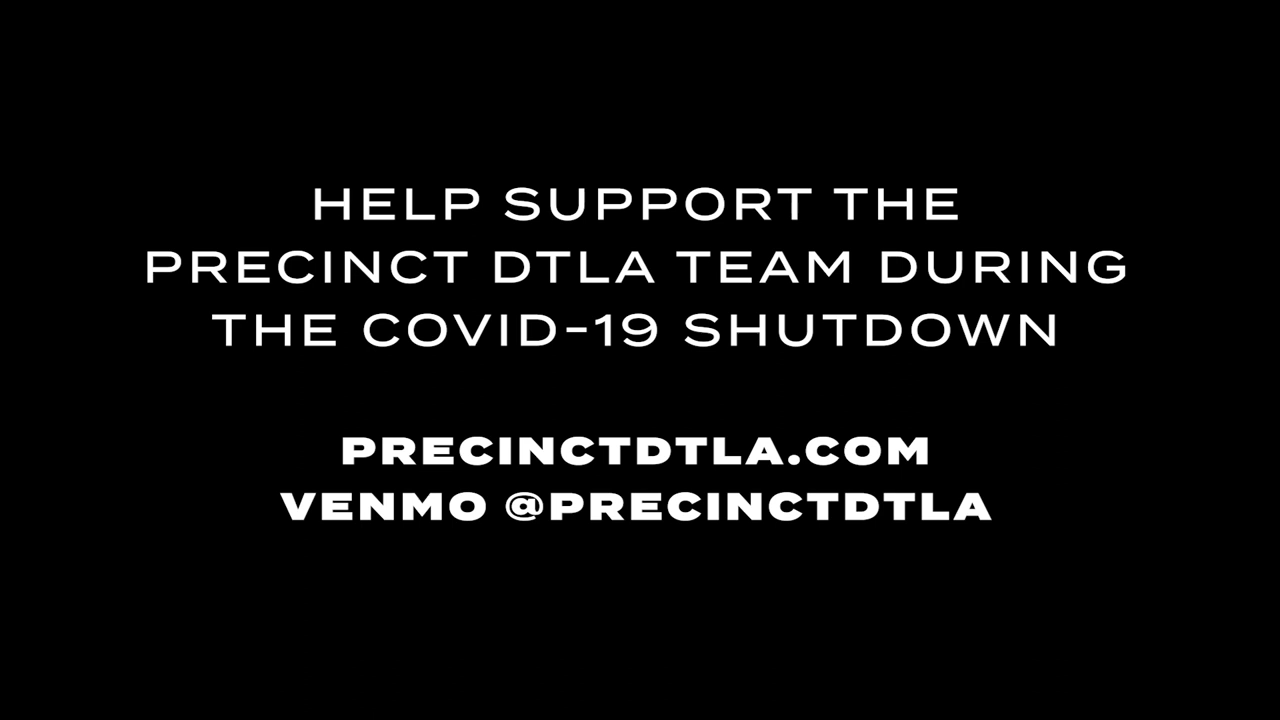 HELP SUPPORT THE
PRECINCT DTLA TEAM DURING
THE COVID-19 SHUTDOWN
PRECINCTDTLA.COM
VENMO @PRECINCTDTLA